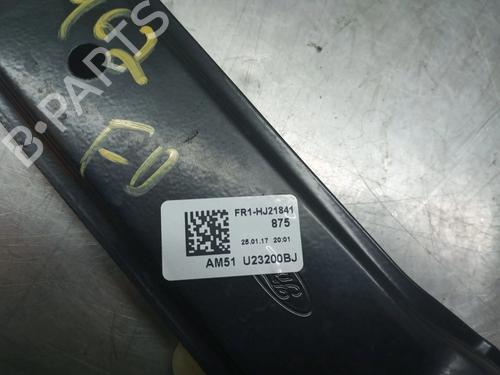 B-PARTS
FR1-HJ21841
875
25.01.17 20:01
AM51 U23200BJ